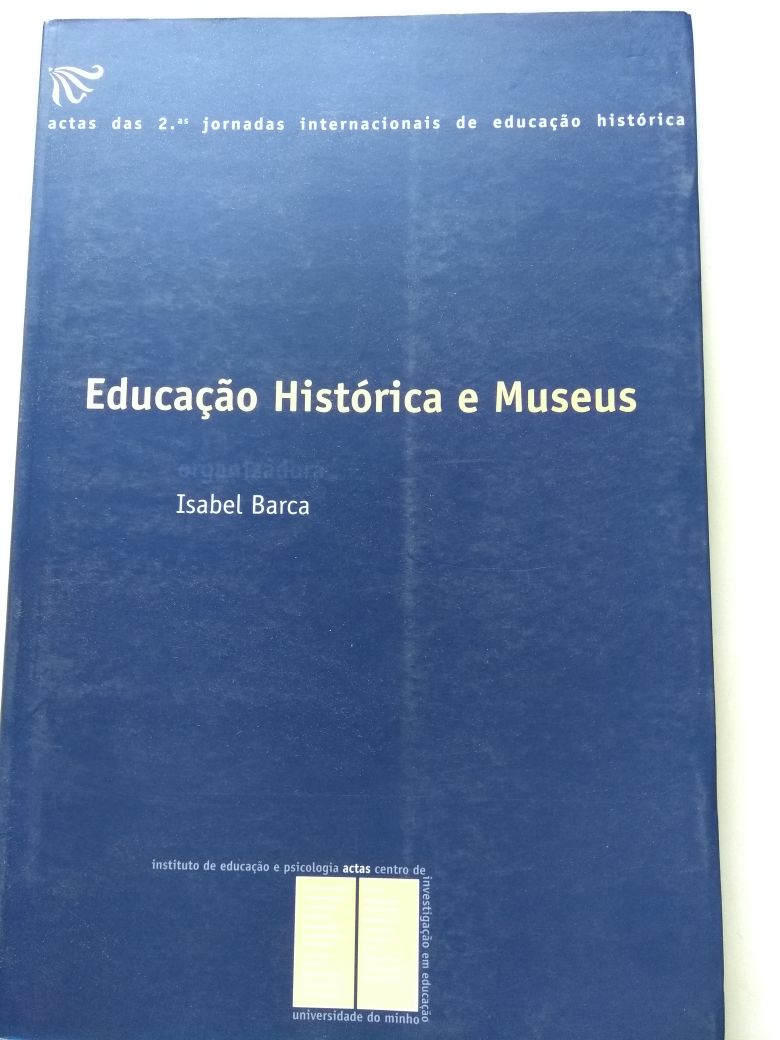 actas das 2.as jornadas internacionais de educação histórica
Educação Histórica e Museus
organizadora
Isabel Barca
instituto de educação e psicologia actas centro de
investigação em educação
universidade do minho